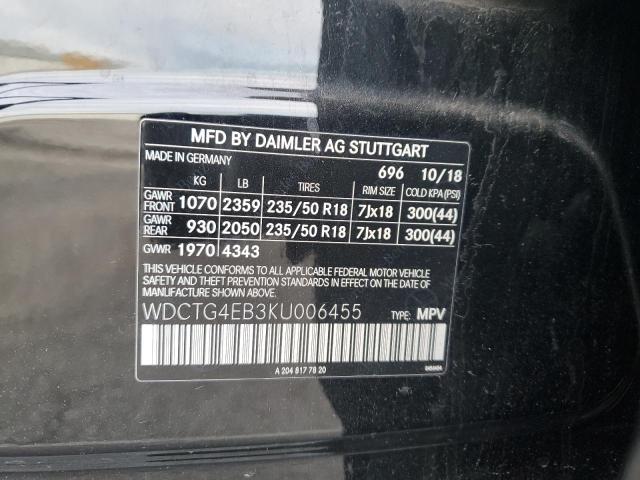 MFD BY DAIMLER AG STUTTGART
MADE IN GERMANY 696 10/18
KG LB TIRES RIM SIZE COLD KPA (PSI)
GAWR FRONT 1070 2359 235/50 R18 7Jx18 300(44)
GAWR REAR 930 2050 235/50 R18 7Jx18 300(44)
GVWR 1970 4343
THIS VEHICLE CONFORMS TO ALL APPLICABLE FEDERAL MOTOR VEHICLE
SAFETY AND THEFT PREVENTION STANDARDS IN EFFECT ON THE DATE
OF MANUFACTURE SHOWN ABOVE.
WDCTG4EB3KU006455 TYPE: MPV
A 204 817 78 20